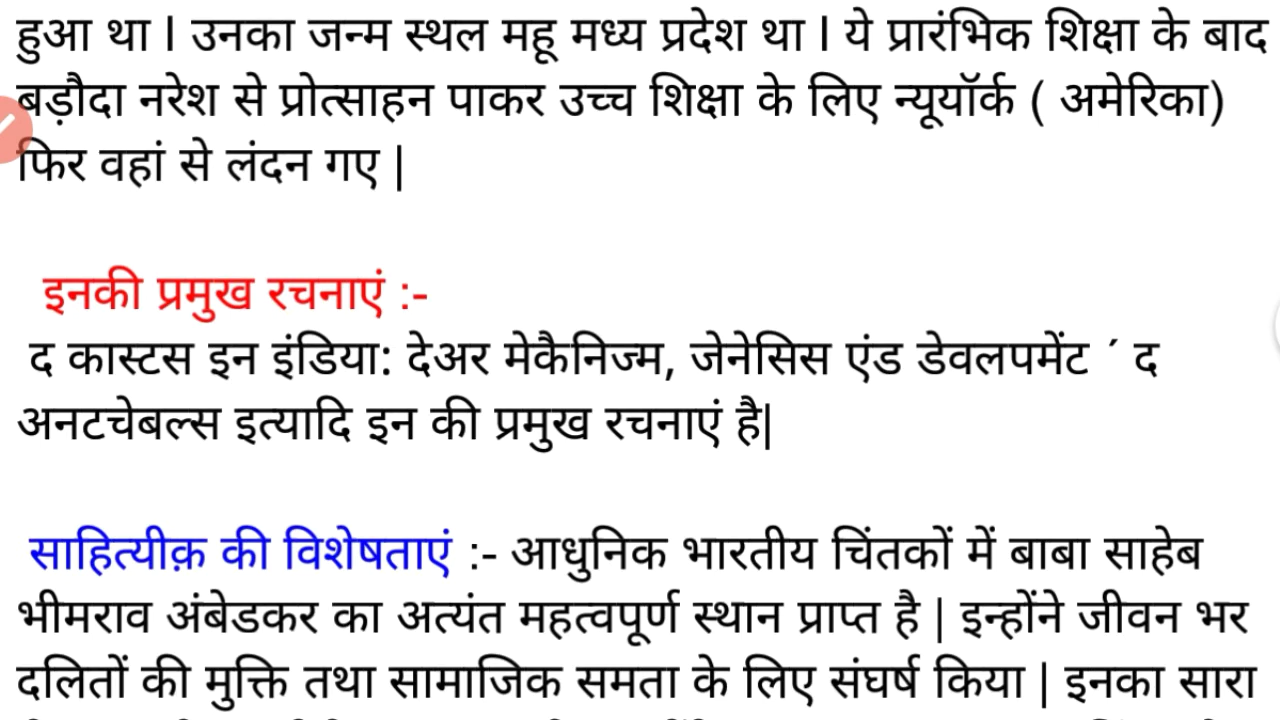 हुआ था l उनका जन्म स्थल महू मध्य प्रदेश था l ये प्रारंभिक शिक्षा के बाद
बड़ौदा नरेश से प्रोत्साहन पाकर उच्च शिक्षा के लिए न्यूयॉर्क ( अमेरिका)
फिर वहां से लंदन गए |
इनकी प्रमुख रचनाएं :-
द कास्टस इन इंडिया: देअर मेकैनिज्म, जेनेसिस एंड डेवलपमेंट ´ द
अनटचेबल्स इत्यादि इन की प्रमुख रचनाएं है|
साहित्यीक़ की विशेषताएं :- आधुनिक भारतीय चिंतकों में बाबा साहेब
भीमराव अंबेडकर का अत्यंत महत्वपूर्ण स्थान प्राप्त है | इन्होंने जीवन भर
दलितों की मुक्ति तथा सामाजिक समता के लिए संघर्ष किया | इनका सारा